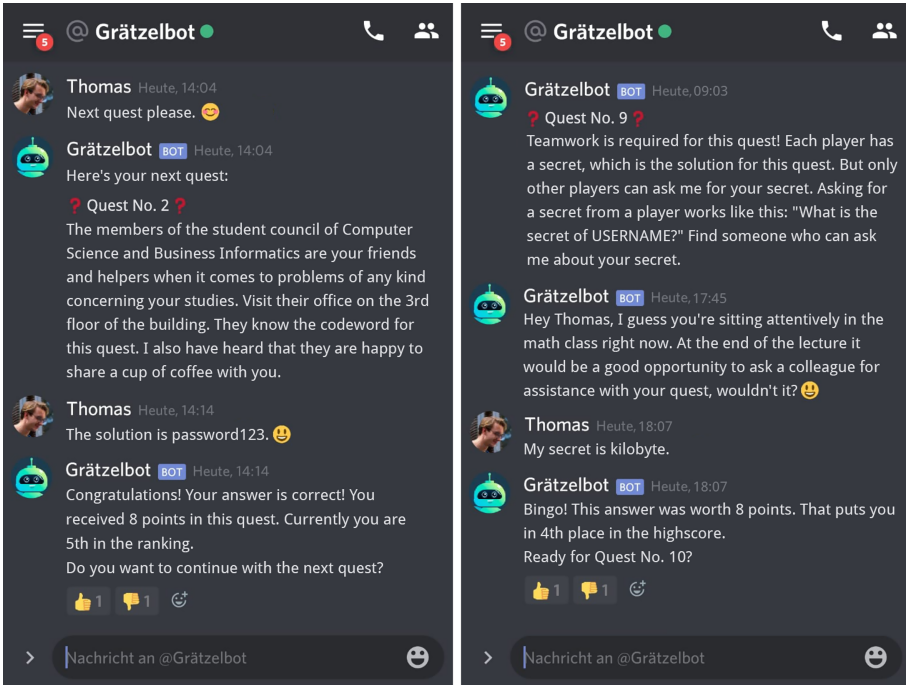 5
@ Grätzelbot
Thomas Heute, 14:04
Next quest please. 😊
Grätzelbot BOT Heute, 14:04
Here's your next quest:
❓ Quest No. 2 ❓
The members of the student council of Computer
Science and Business Informatics are your friends
and helpers when it comes to problems of any kind
concerning your studies. Visit their office on the 3rd
floor of the building. They know the codeword for
this quest. I also have heard that they are happy to
share a cup of coffee with you.
Thomas Heute, 14:14
The solution is password123. 😃
Grätzelbot BOT Heute, 14:14
Congratulations! Your answer is correct! You
received 8 points in this quest. Currently you are
5th in the ranking.
Do you want to continue with the next quest?
👍 1 👎 1
Nachricht an @Grätzelbot
5
@ Grätzelbot
Grätzelbot BOT Heute, 09:03
❓ Quest No. 9 ❓
Teamwork is required for this quest! Each player has
a secret, which is the solution for this quest. But only
other players can ask me for your secret. Asking for
a secret from a player works like this: "What is the
secret of USERNAME?" Find someone who can ask
me about your secret.
Grätzelbot BOT Heute, 17:45
Hey Thomas, I guess you're sitting attentively in the
math class right now. At the end of the lecture it
would be a good opportunity to ask a colleague for
assistance with your quest, wouldn't it? 😃
Thomas Heute, 18:07
My secret is kilobyte.
Grätzelbot BOT Heute, 18:07
Bingo! This answer was worth 8 points. That puts you
in 4th place in the highscore.
Ready for Quest No. 10?
👍 1 👎 1
Nachricht an @Grätzelbot